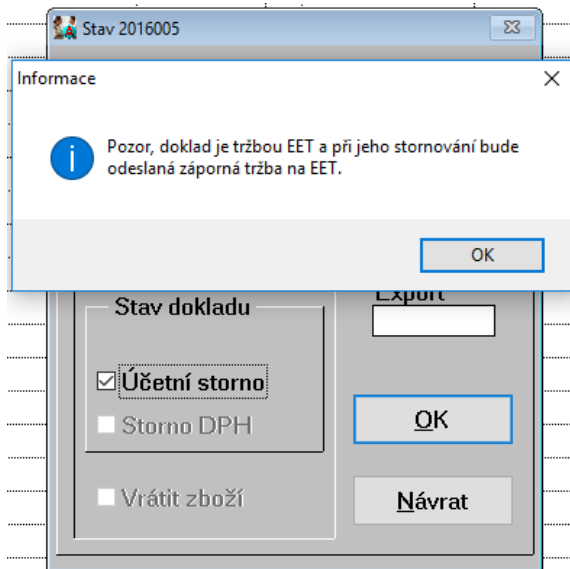 Stav 2016005
Informace
Pozor, doklad je tržbou EET a při jeho stornování bude
odeslaná záporná tržba na EET.
OK
Stav dokladu
Export
Účetní storno
Storno DPH
OK
Vrátit zboží
Návrat